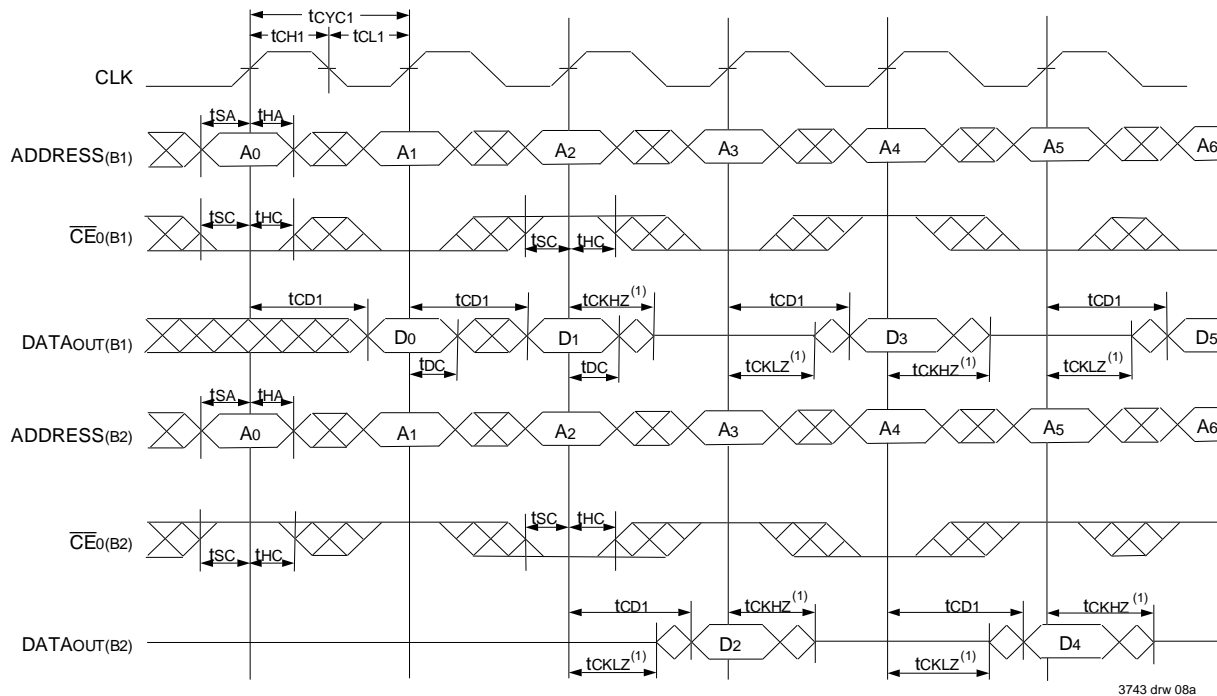 tCYC1
tCH1 tCL1
CLK
tSA tHA
ADDRESS(B1) A0 A1 A2 A3 A4 A5 A6
tSC tHC
CE0(B1) tSC tHC
tCD1 tCD1 tCKHZ(1) tCD1 tCD1
DATAOUT(B1) D0 D1 D3 D5
tDC tDC tCKLZ(1) tCKHZ(1) tCKLZ(1)
tSA tHA
ADDRESS(B2) A0 A1 A2 A3 A4 A5 A6
tSC tHC
CE0(B2)
tSC tHC
tCD1 tCKHZ(1) tCD1 tCKHZ(1)
DATAOUT(B2) D2 D4
tCKLZ(1) tCKLZ(1)
3743 drw 08a